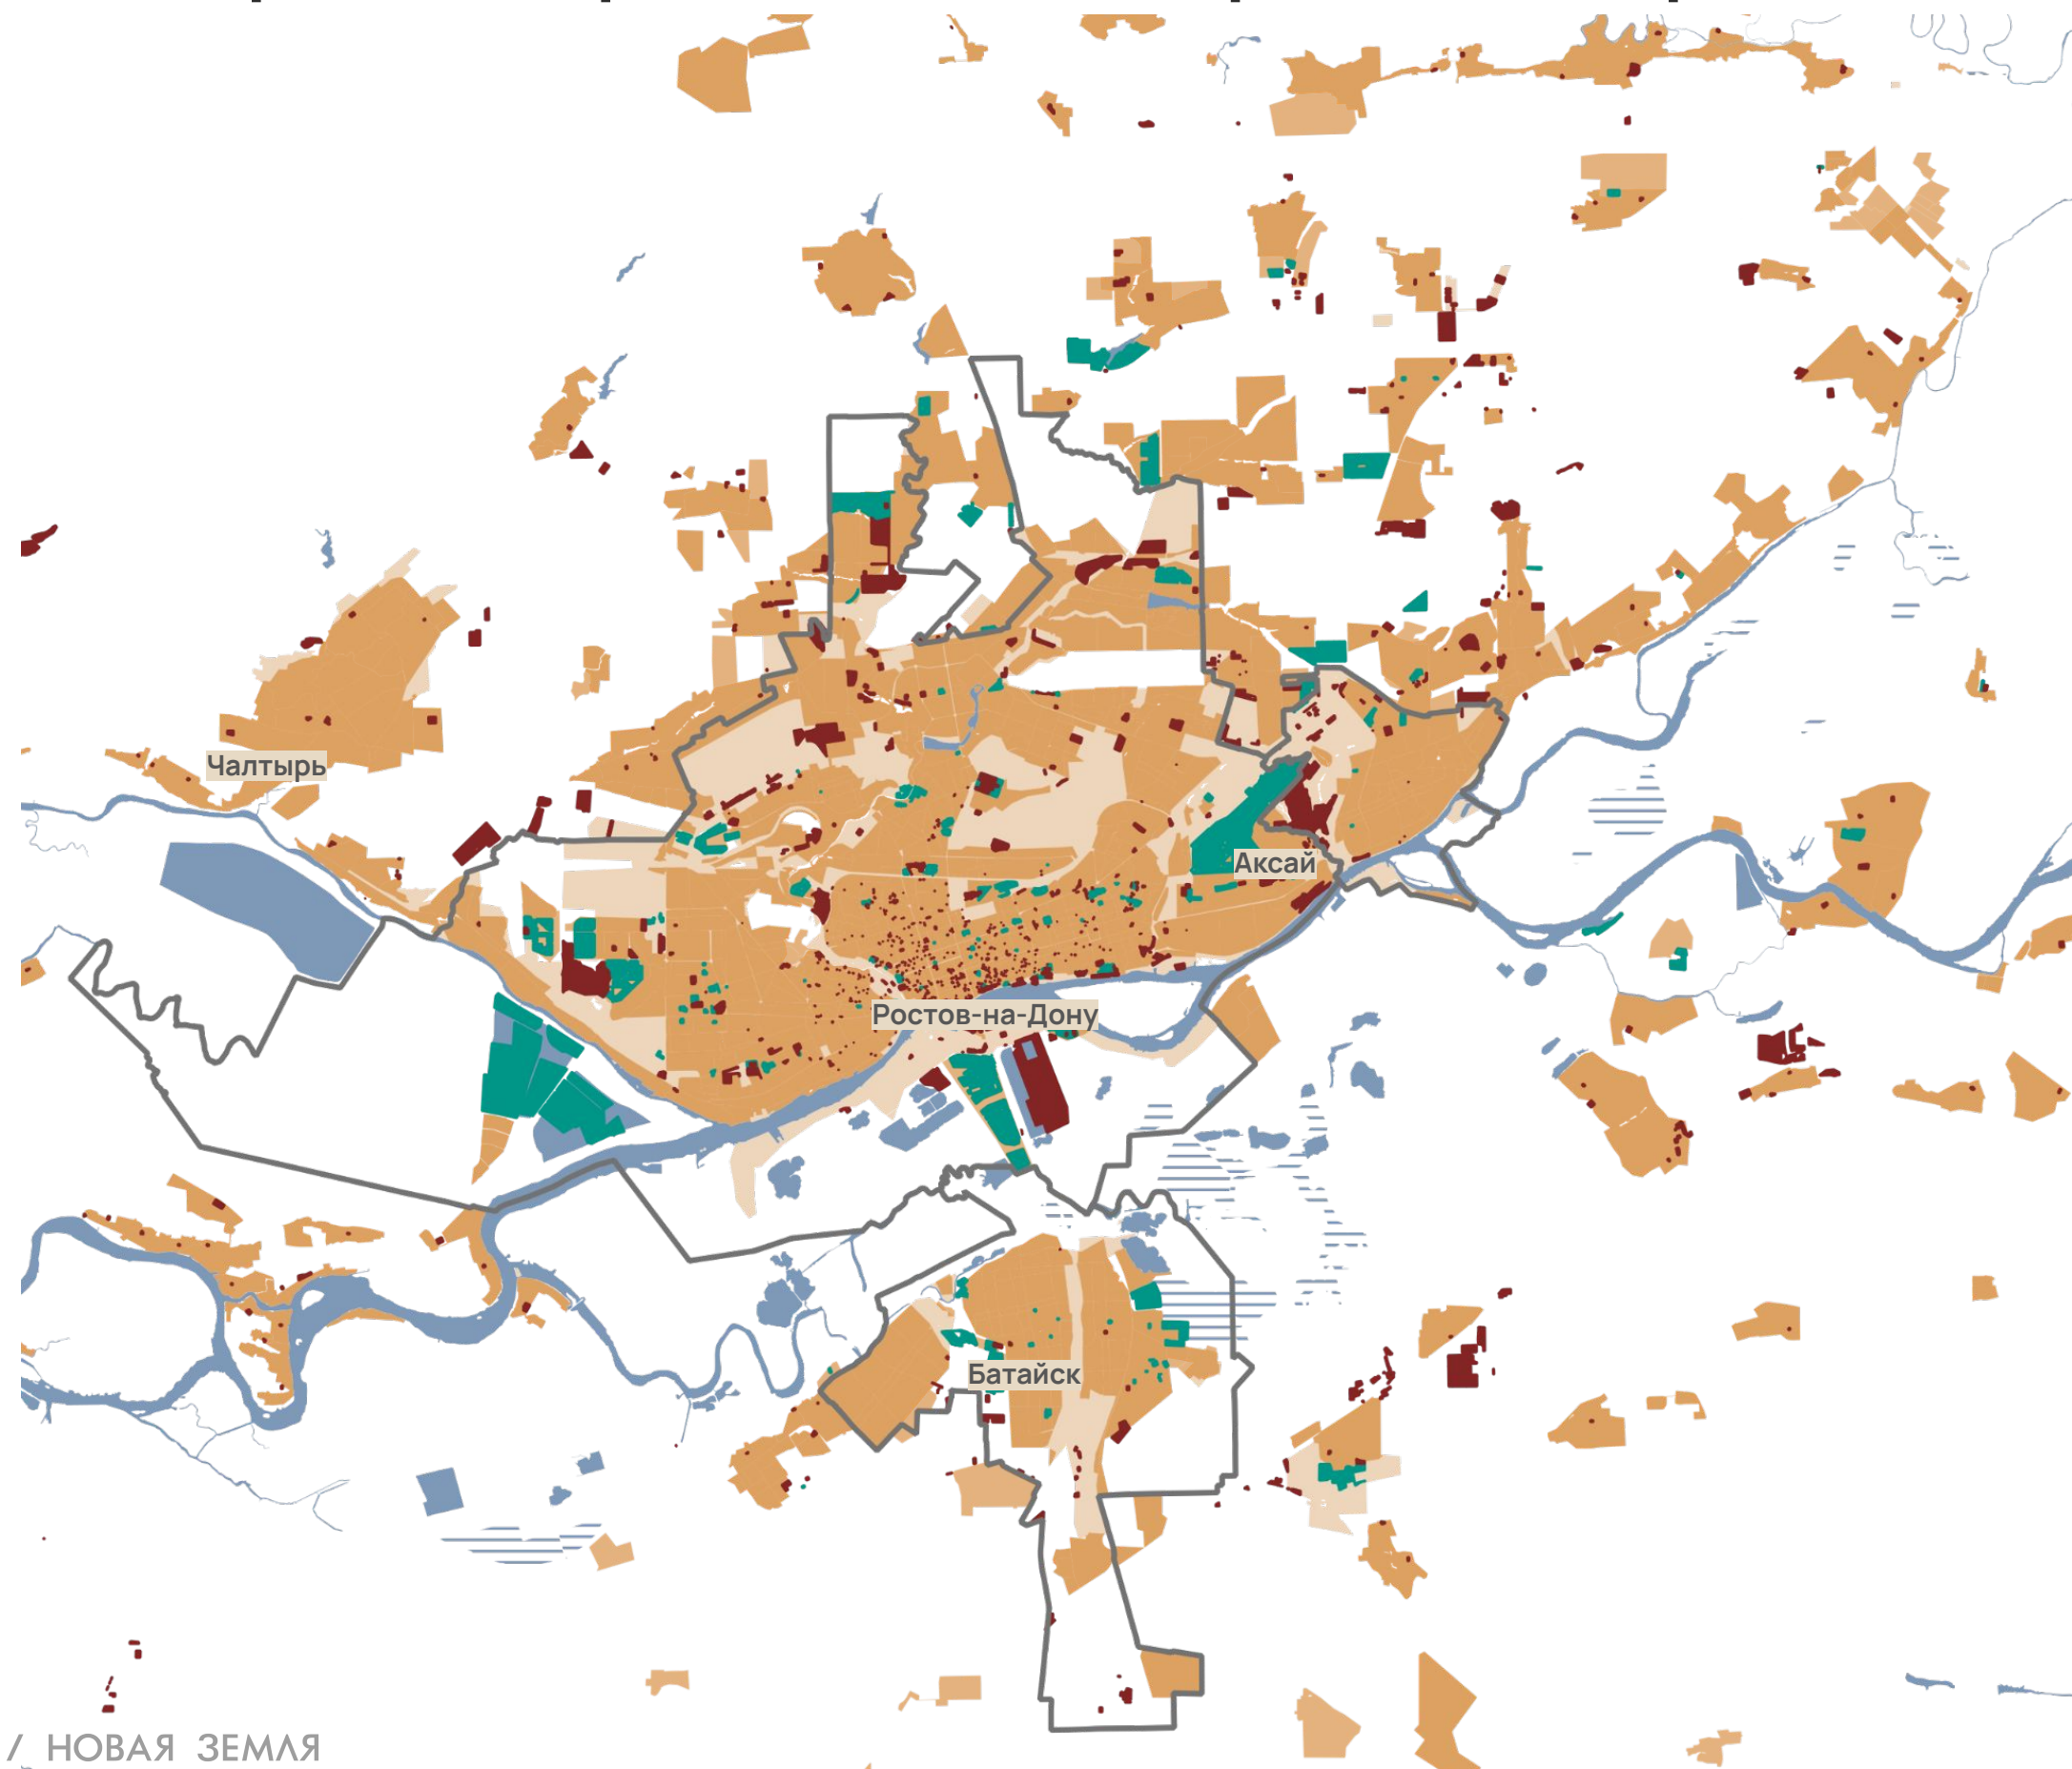 Чалтырь
Аксай
Ростов-на-Дону
Батайск
/ НОВАЯ ЗЕМЛЯ